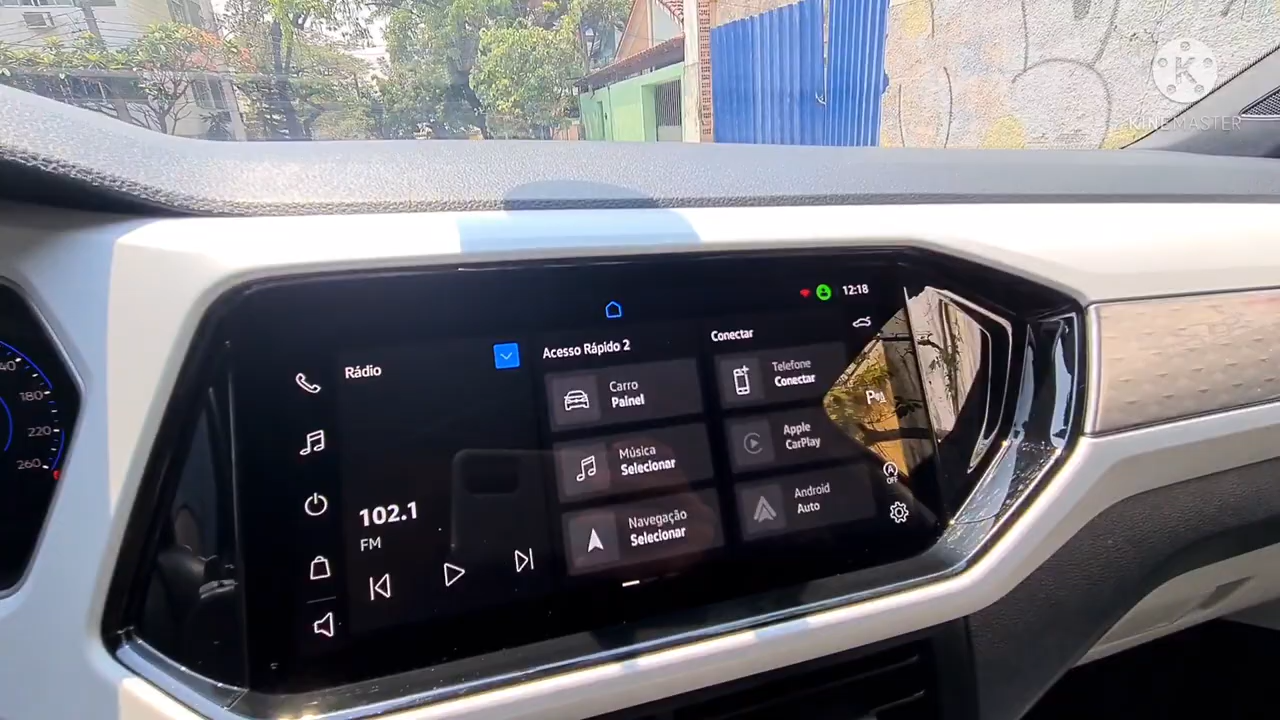 K
KINEMASTER
12:18
Rádio
Acesso Rápido 2
Conectar
Carro
Painel
Telefone
Conectar
Música
Selecionar
Apple
CarPlay
Navegação
Selecionar
Android
Auto
102.1
FM
A
OFF
180
220
260